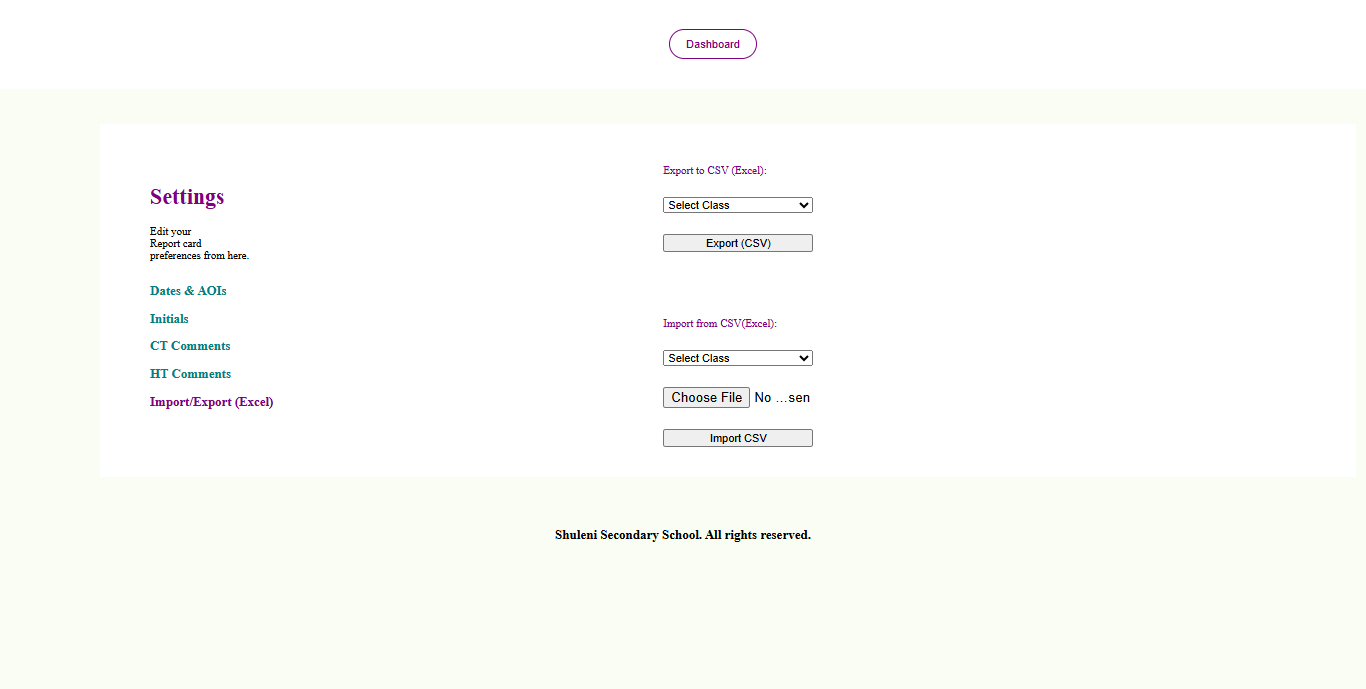 Dashboard
Settings
Edit your
Report card
preferences from here.
Dates & AOIs
Initials
CT Comments
HT Comments
Import/Export (Excel)
Export to CSV (Excel):
Select Class
Export (CSV)
Import from CSV(Excel):
Select Class
Choose File No ...sen
Import CSV
Shuleni Secondary School. All rights reserved.